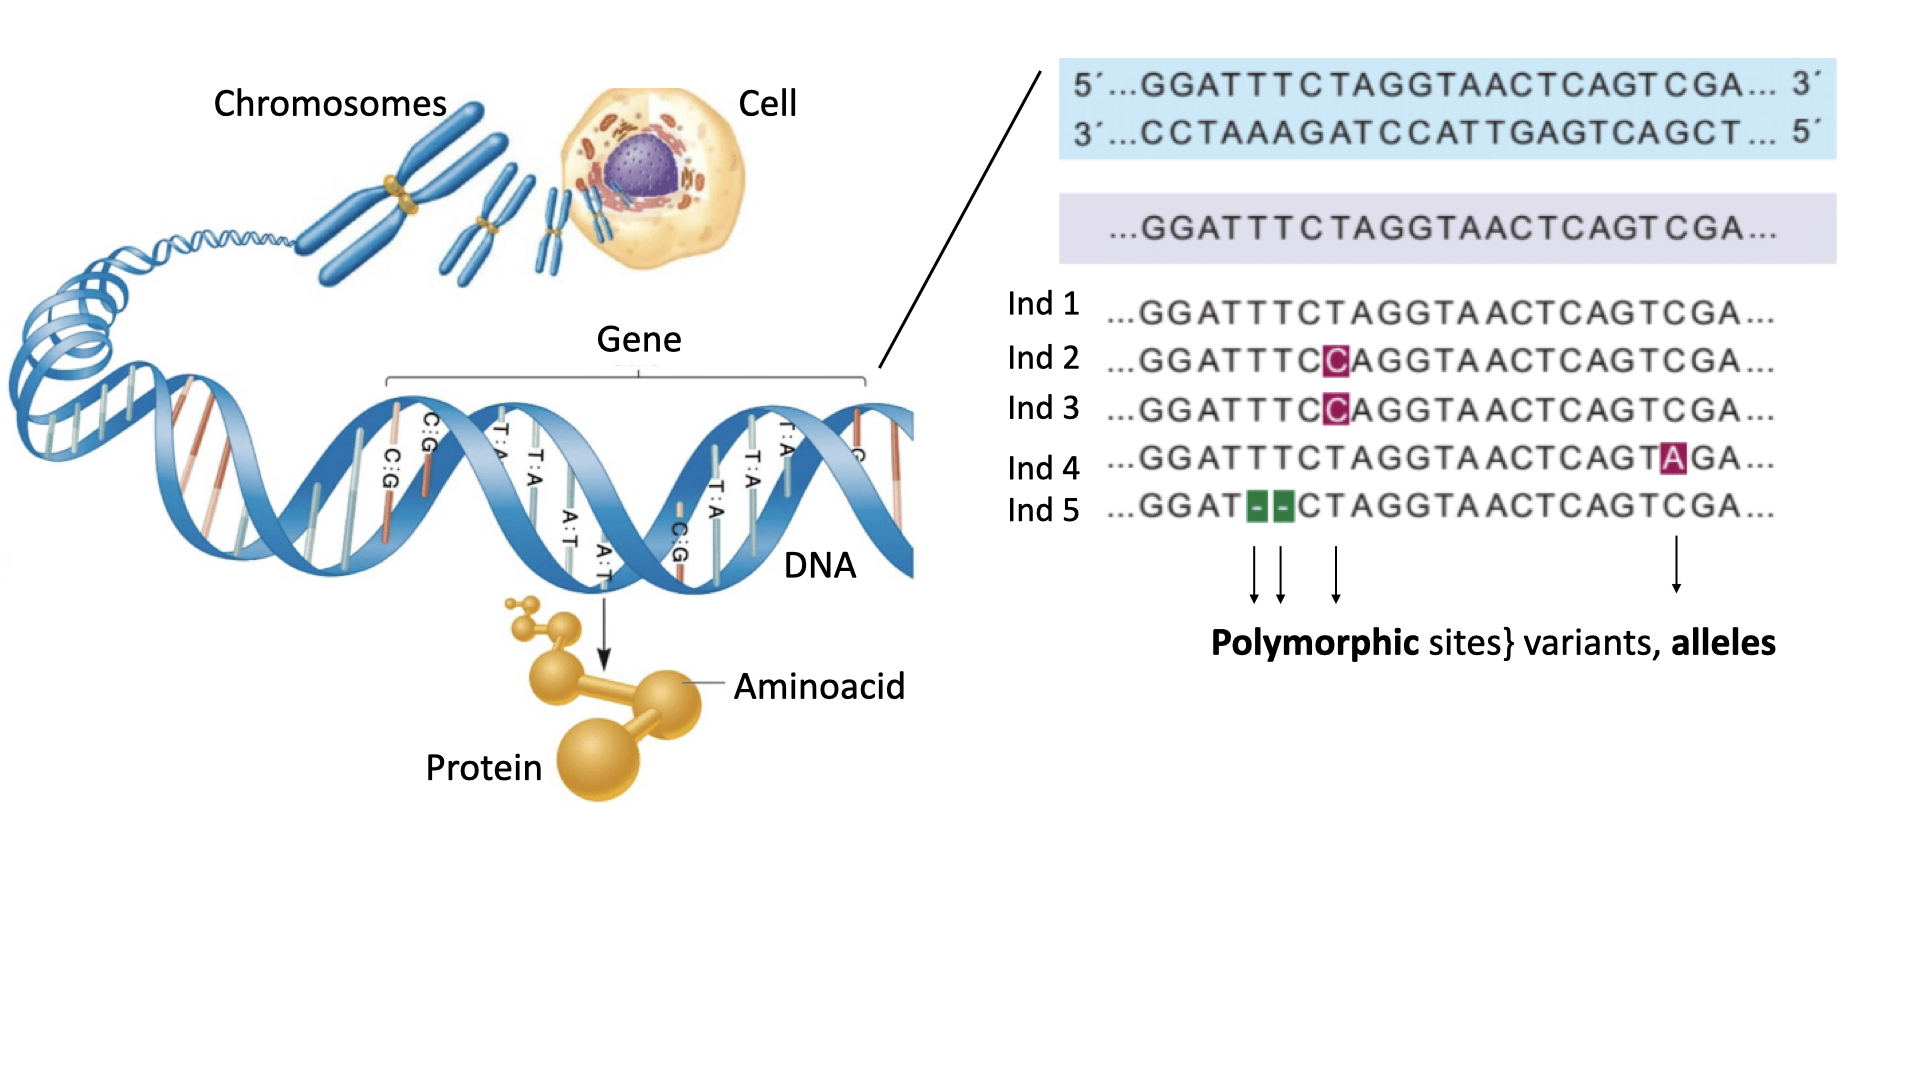 Chromosomes
Cell
Gene
C:G
C:G
T:A
T:A
A:T
A:T
C:G
T:A
T:A
T:A
G
DNA
Aminoacid
Protein
5´...GGATTTCTAGGTAACTCAGTCGA... 3´
3´...CCTAAAGATCCATTGAGTCAGCT... 5´
...GGATTTCTAGGTAACTCAGTCGA...
Ind 1 ...GGATTTCTAGGTAACTCAGTCGA...
Ind 2 ...GGATTTCCAGGTAACTCAGTCGA...
Ind 3 ...GGATTTCCAGGTAACTCAGTCGA...
Ind 4 ...GGATTTCTAGGTAACTCAGTAGA...
Ind 5 ...GGAT--CTAGGTAACTCAGTCGA...
Polymorphic sites} variants, alleles